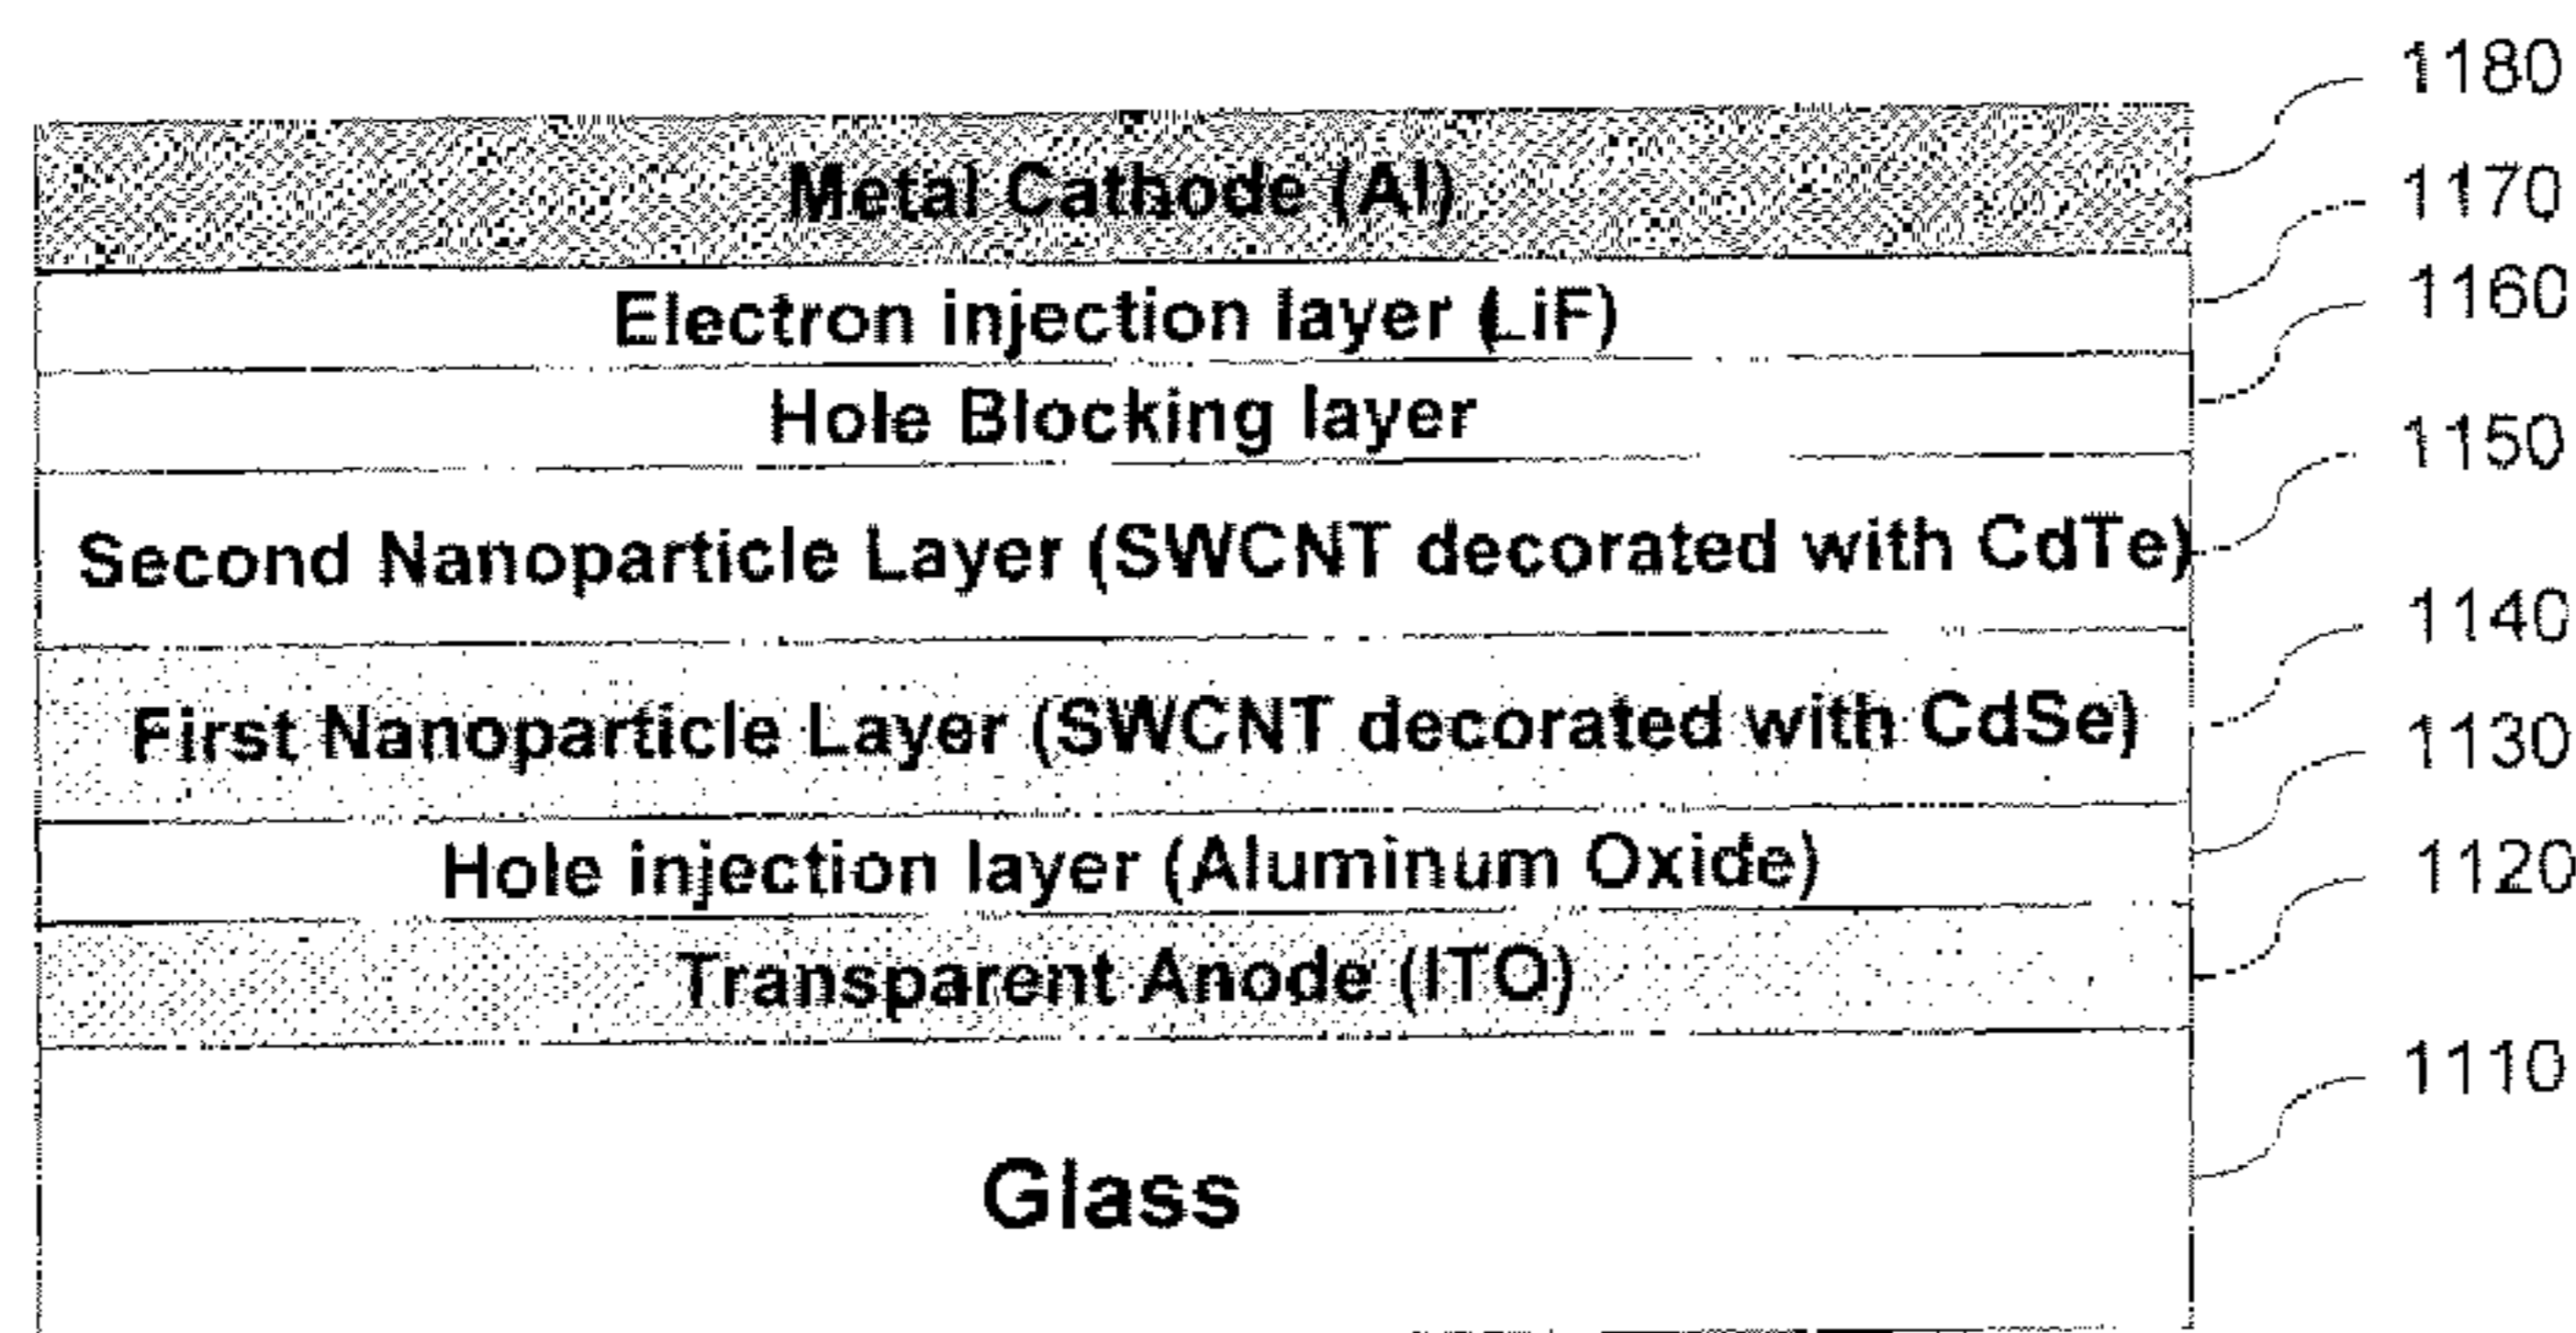 1180
Metal Cathode (Al)
1170
Electron injection layer (LiF)
1160
Hole Blocking layer
1150
Second Nanoparticle Layer (SWCNT decorated with CdTe)
1140
First Nanoparticle Layer (SWCNT decorated with CdSe)
1130
Hole injection layer (Aluminum Oxide)
1120
Transparent Anode (ITO)
1110
Glass